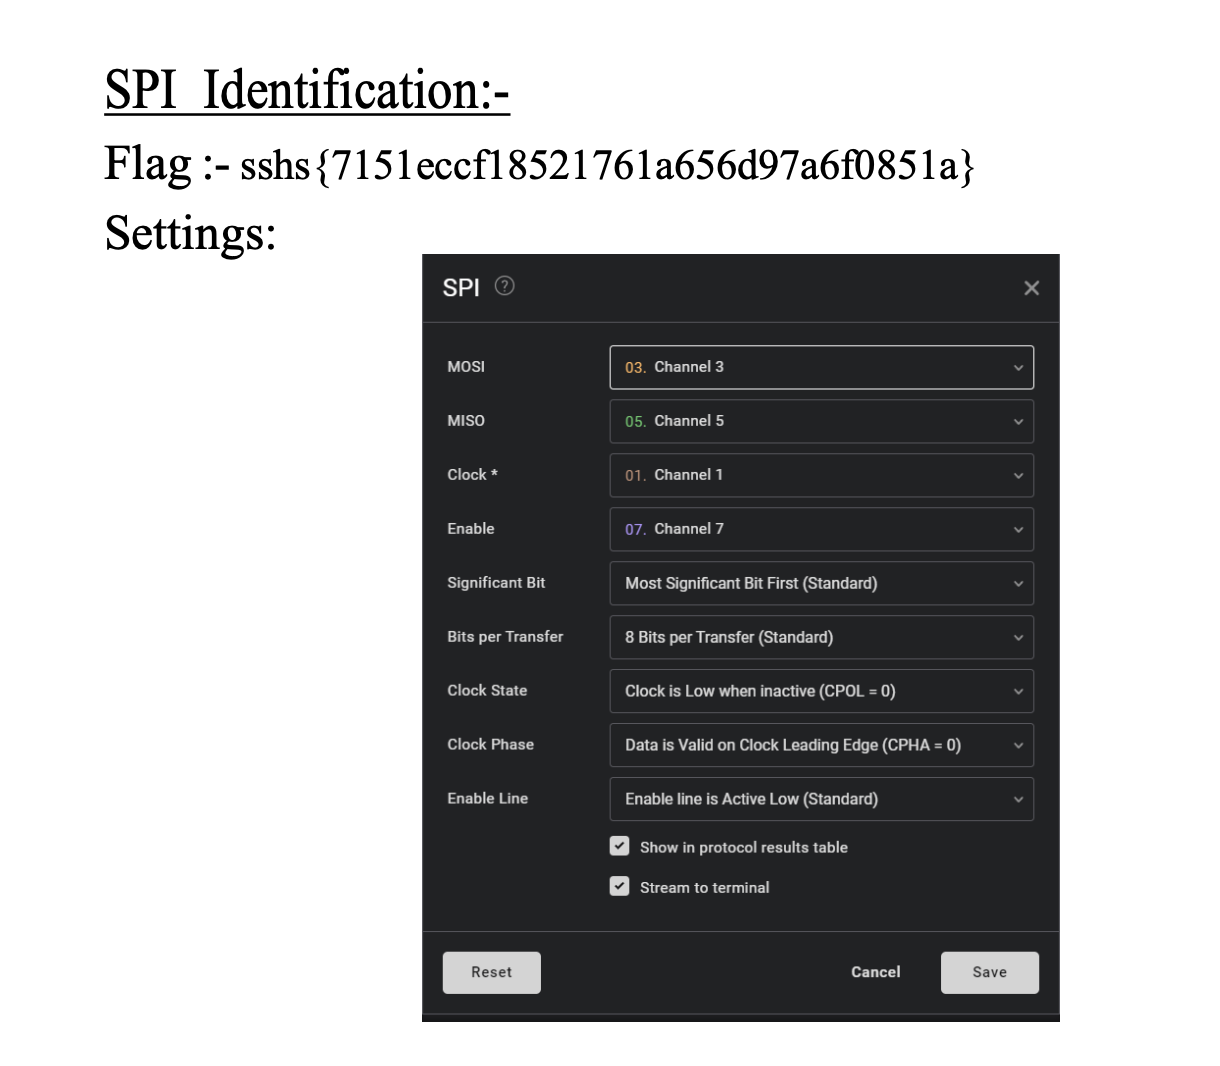 SPI Identification:-
Flag :- sshs{7151eccf18521761a656d97a6f0851a}
Settings:
SPI ?
MOSI 03. Channel 3
MISO 05. Channel 5
Clock * 01. Channel 1
Enable 07. Channel 7
Significant Bit Most Significant Bit First (Standard)
Bits per Transfer 8 Bits per Transfer (Standard)
Clock State Clock is Low when inactive (CPOL = 0)
Clock Phase Data is Valid on Clock Leading Edge (CPHA = 0)
Enable Line Enable line is Active Low (Standard)
Show in protocol results table
Stream to terminal
Reset Cancel Save